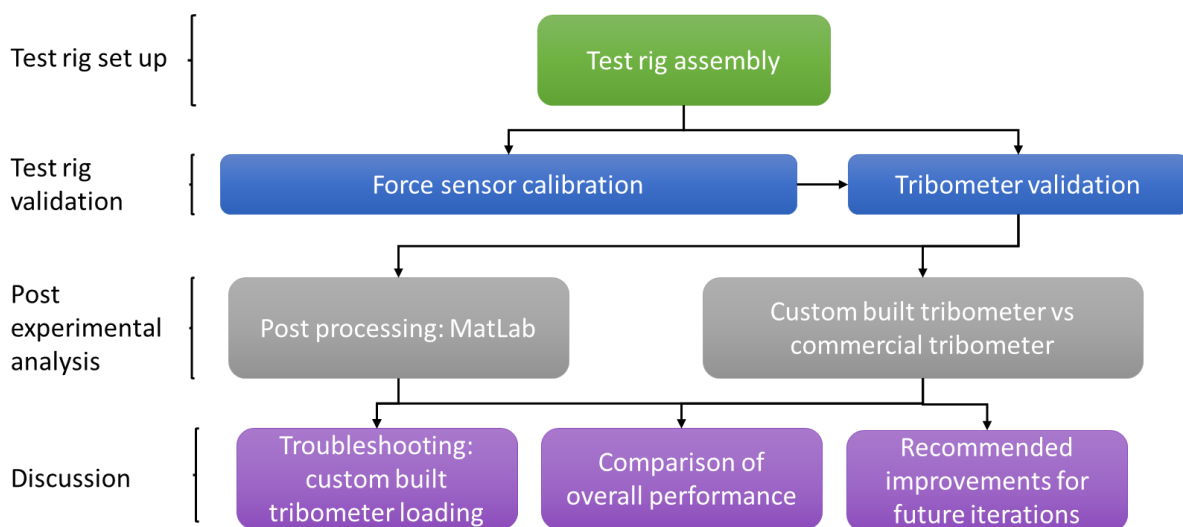 Test rig set up
Test rig assembly
Test rig
validation
Force sensor calibration
Tribometer validation
Post
experimental
analysis
Post processing: MatLab
Custom built tribometer vs
commercial tribometer
Discussion
Troubleshooting:
custom built
tribometer loading
Comparison of
overall performance
Recommended
improvements for
future iterations